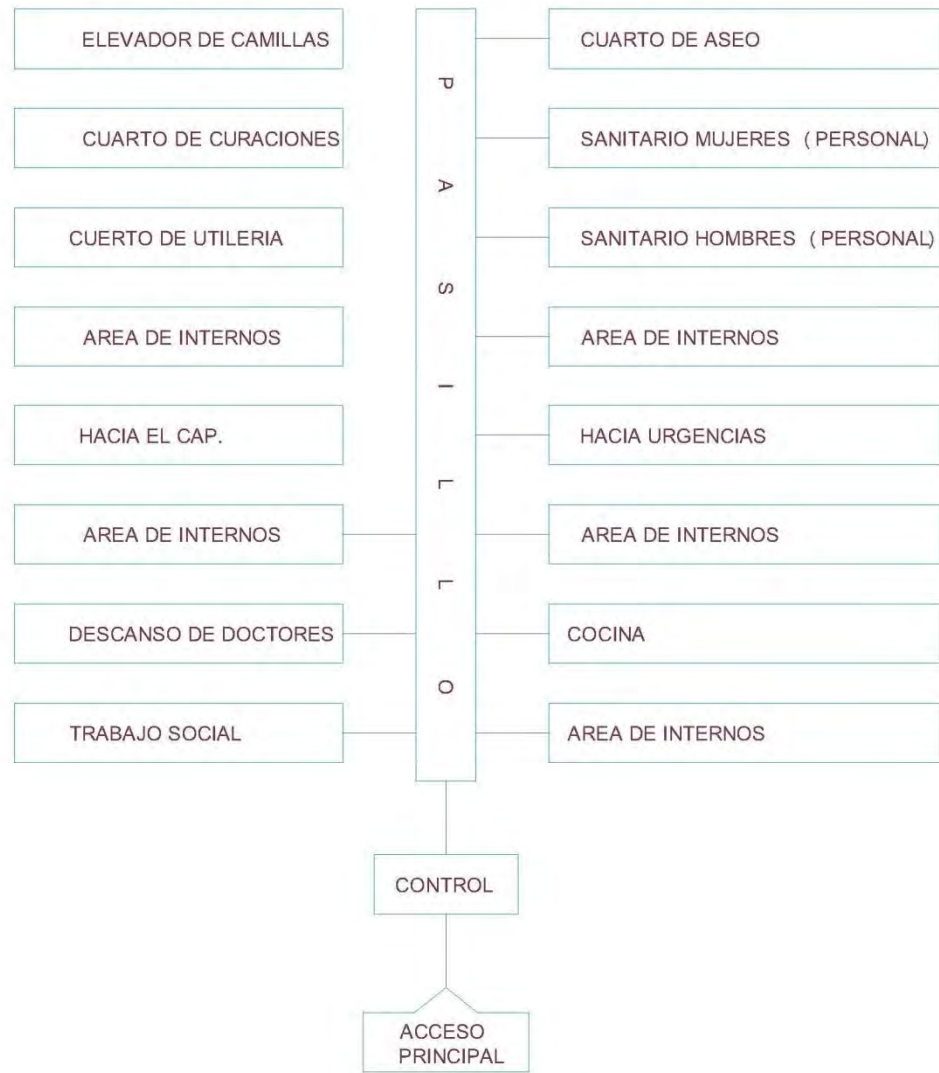 ELEVADOR DE CAMILLAS
CUARTO DE CURACIONES
CUERTO DE UTILERIA
AREA DE INTERNOS
HACIA EL CAP.
AREA DE INTERNOS
DESCANSO DE DOCTORES
TRABAJO SOCIAL
PASILLO
CUARTO DE ASEO
SANITARIO MUJERES ( PERSONAL)
SANITARIO HOMBRES ( PERSONAL)
AREA DE INTERNOS
HACIA URGENCIAS
AREA DE INTERNOS
COCINA
AREA DE INTERNOS
CONTROL
ACCESO
PRINCIPAL